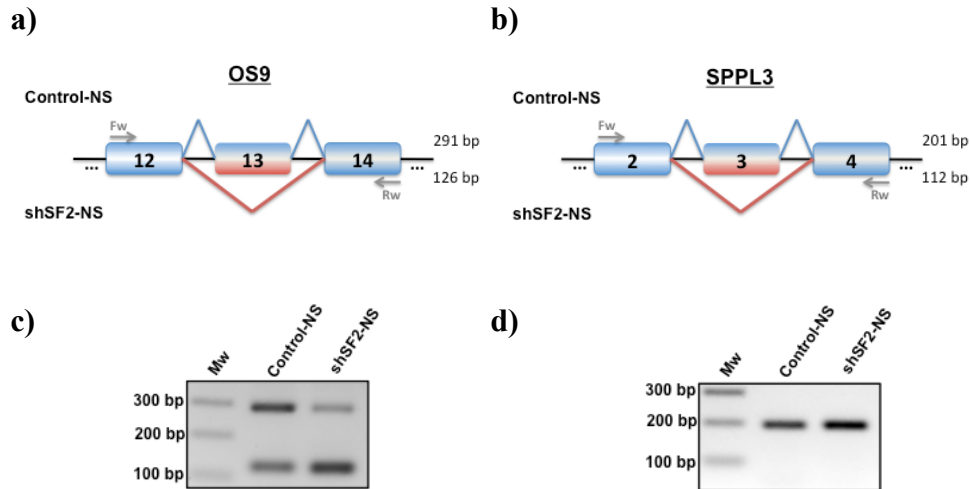 a)
OS9
Control-NS
Fw
12
13
14
...
...
291 bp
126 bp
Rw
shSF2-NS
b)
SPPL3
Control-NS
Fw
2
3
4
...
...
201 bp
112 bp
Rw
shSF2-NS
c)
Mw
Control-NS
shSF2-NS
300 bp
200 bp
100 bp
d)
Mw
Control-NS
shSF2-NS
300 bp
200 bp
100 bp